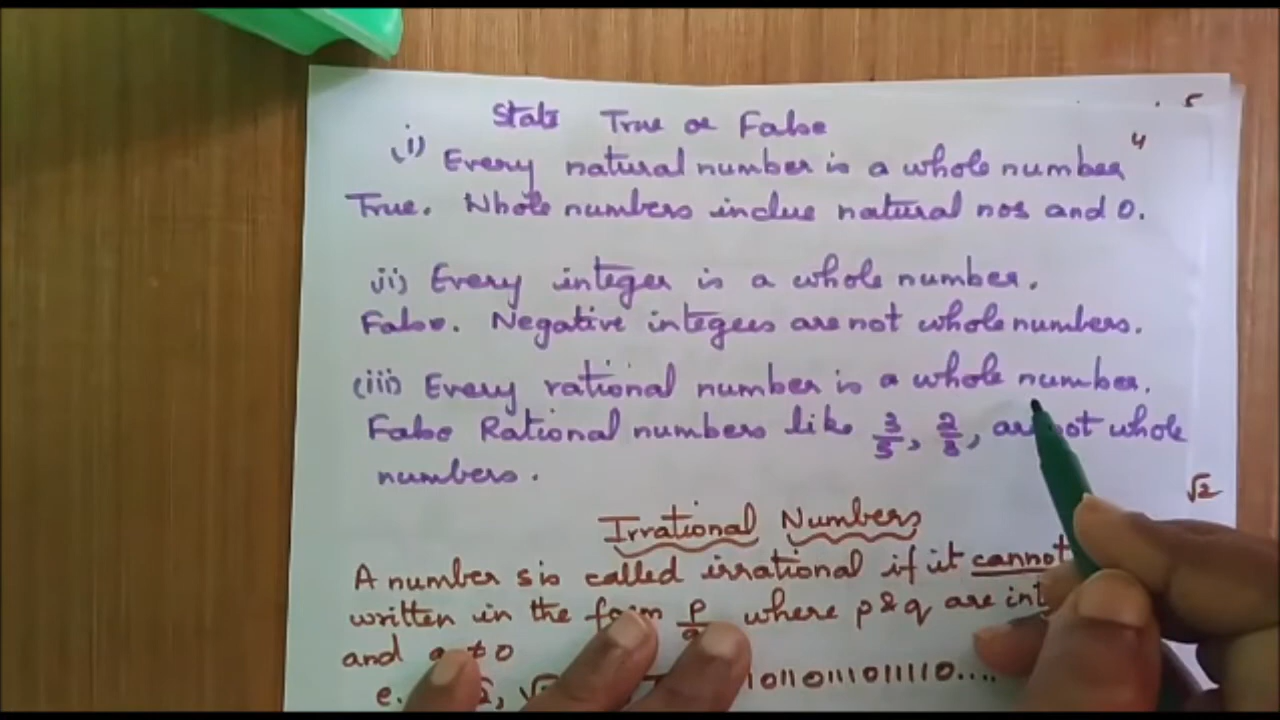 State True or False
5
4
(i) Every natural number is a whole number
True. Whole numbers inclue natural nos and 0.
ii) Every integer is a whole number.
False. Negative integers are not whole numbers.
(iii) Every rational number is a whole number.
False Rational numbers like 3/5, 2/3, are not whole
numbers.
√2
Irrational Numbers
A number s is called irrational if it cannot
written in the form p/q where p & q are int
and q ≠ 0
e. 10110111011110....